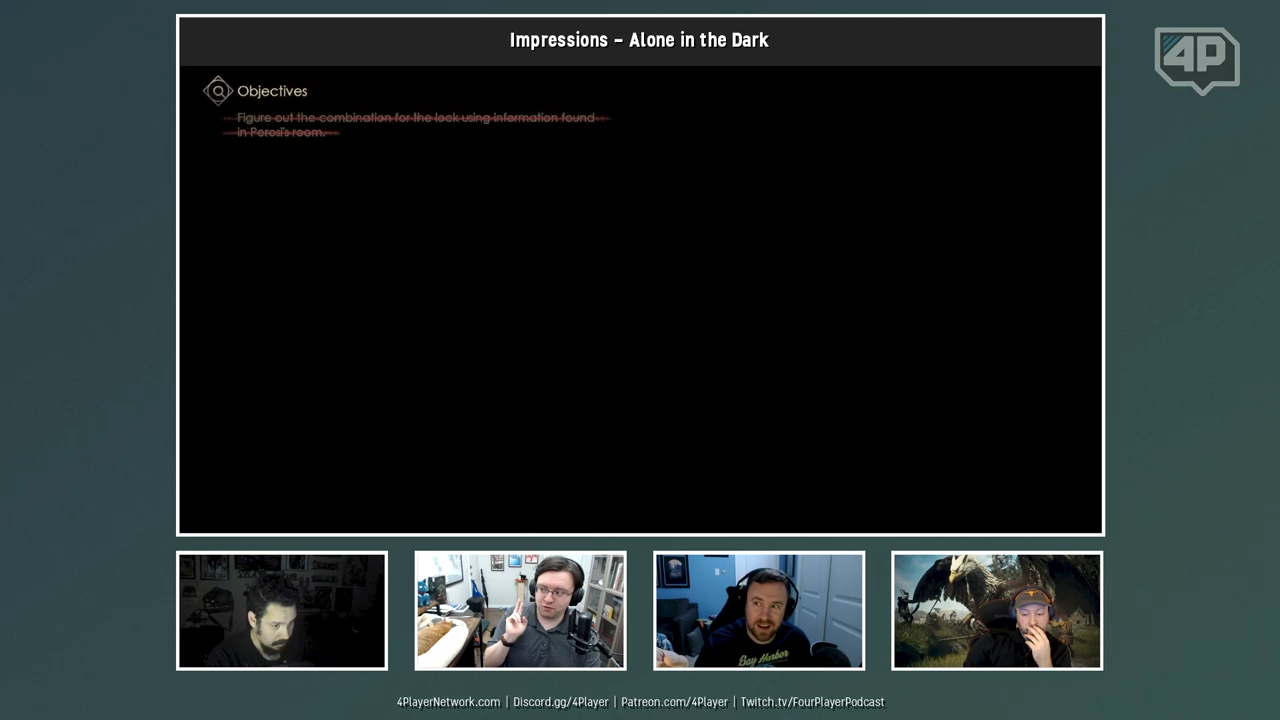 Impressions – Alone in the Dark
4P
Objectives
Figure out the combination for the lock using information found
in Perosi's room.
Bay Harbor
4PlayerNetwork.com | Discord.gg/4Player | Patreon.com/4Player | Twitch.tv/FourPlayerPodcast